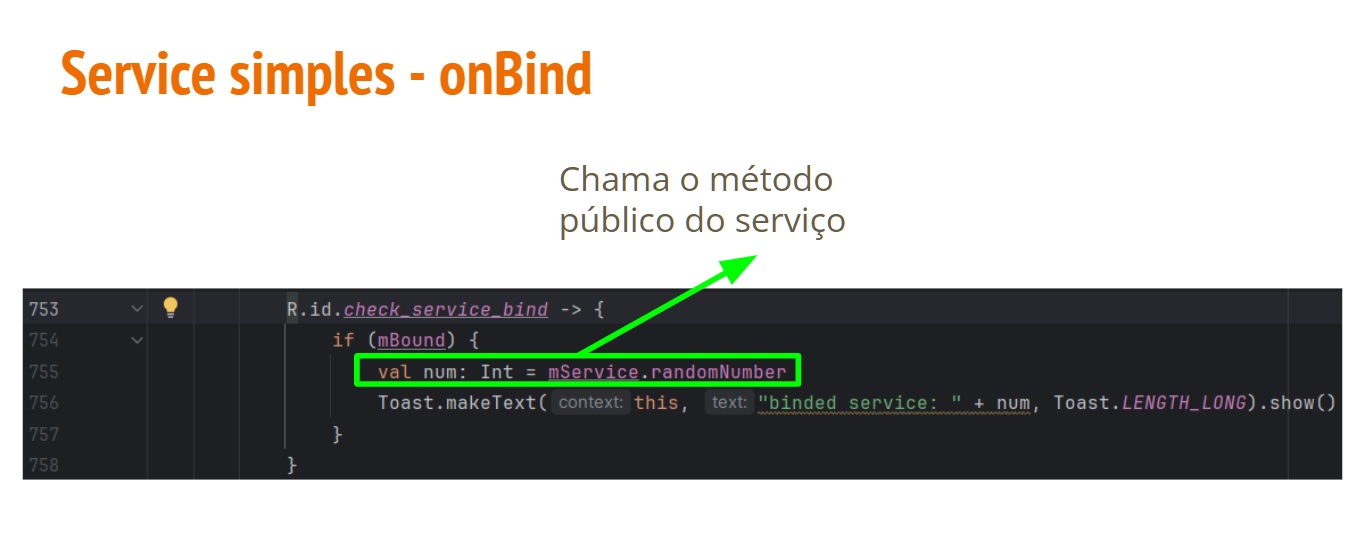 Service simples - onBind
Chama o método
público do serviço
753 R.id.check_service_bind -> {
754 if (mBound) {
755 val num: Int = mService.randomNumber
756 Toast.makeText( context: this, text: "binded service: " + num, Toast.LENGTH_LONG).show()
757 }
758 }